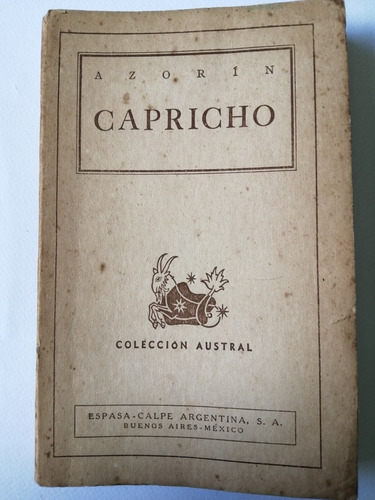 AZORÍN
CAPRICHO
COLECCIÓN AUSTRAL
ESPASA-CALPE ARGENTINA, S. A.
BUENOS AIRES-MÉXICO